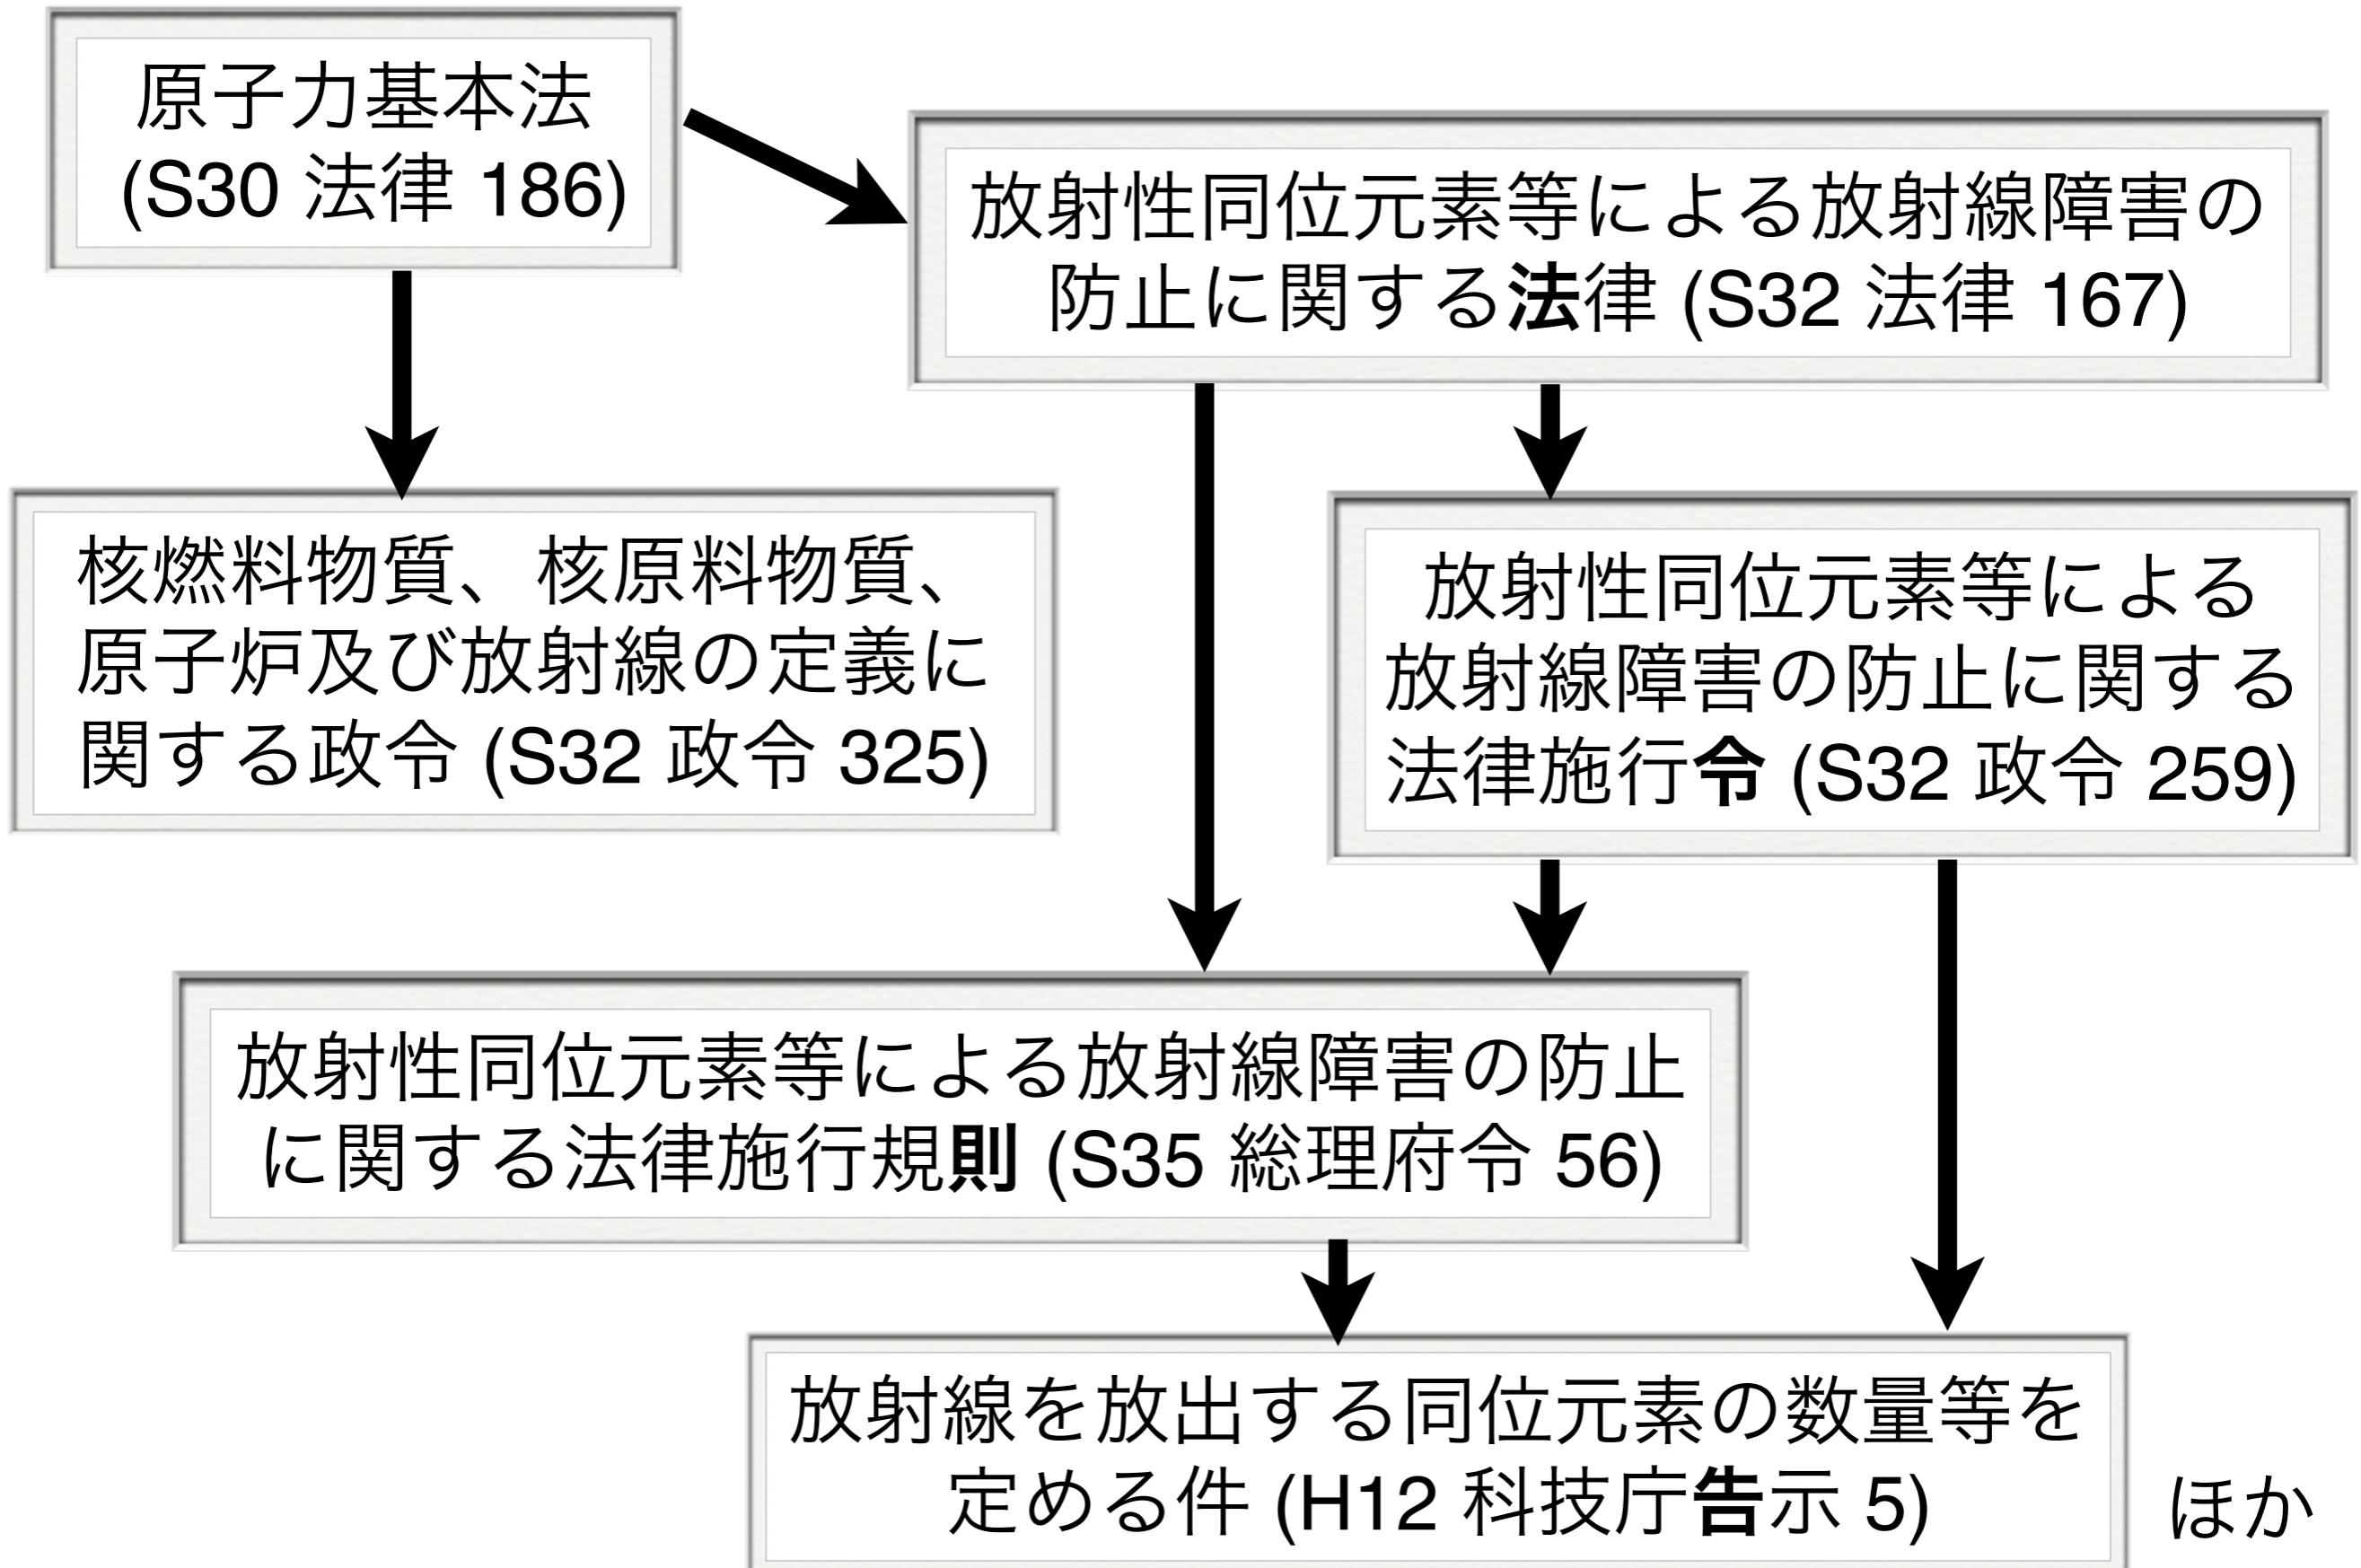 原子力基本法
(S30 法律 186)
放射性同位元素等による放射線障害の
防止に関する法律 (S32 法律 167)
核燃料物質、核原料物質、
原子炉及び放射線の定義に
関する政令 (S32 政令 325)
放射性同位元素等による
放射線障害の防止に関する
法律施行令 (S32 政令 259)
放射性同位元素等による放射線障害の防止
に関する法律施行規則 (S35 総理府令 56)
放射線を放出する同位元素の数量等を
定める件 (H12 科技庁告示 5)
ほか